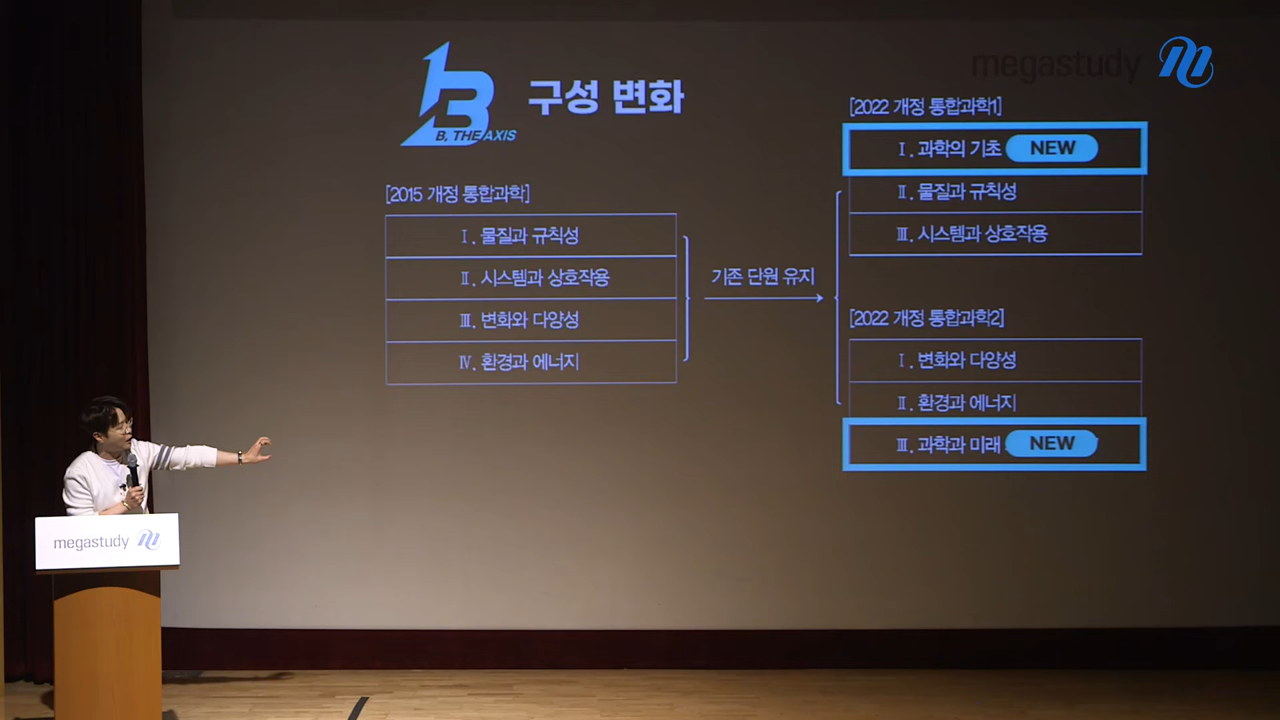 megastudy
B, THE AXIS
구성 변화
[2015 개정 통합과학]
Ⅰ. 물질과 규칙성
Ⅱ. 시스템과 상호작용
Ⅲ. 변화와 다양성
Ⅳ. 환경과 에너지
기존 단원 유지
[2022 개정 통합과학1]
Ⅰ. 과학의 기초 NEW
Ⅱ. 물질과 규칙성
Ⅲ. 시스템과 상호작용
[2022 개정 통합과학2]
Ⅰ. 변화와 다양성
Ⅱ. 환경과 에너지
Ⅲ. 과학과 미래 NEW
megastudy